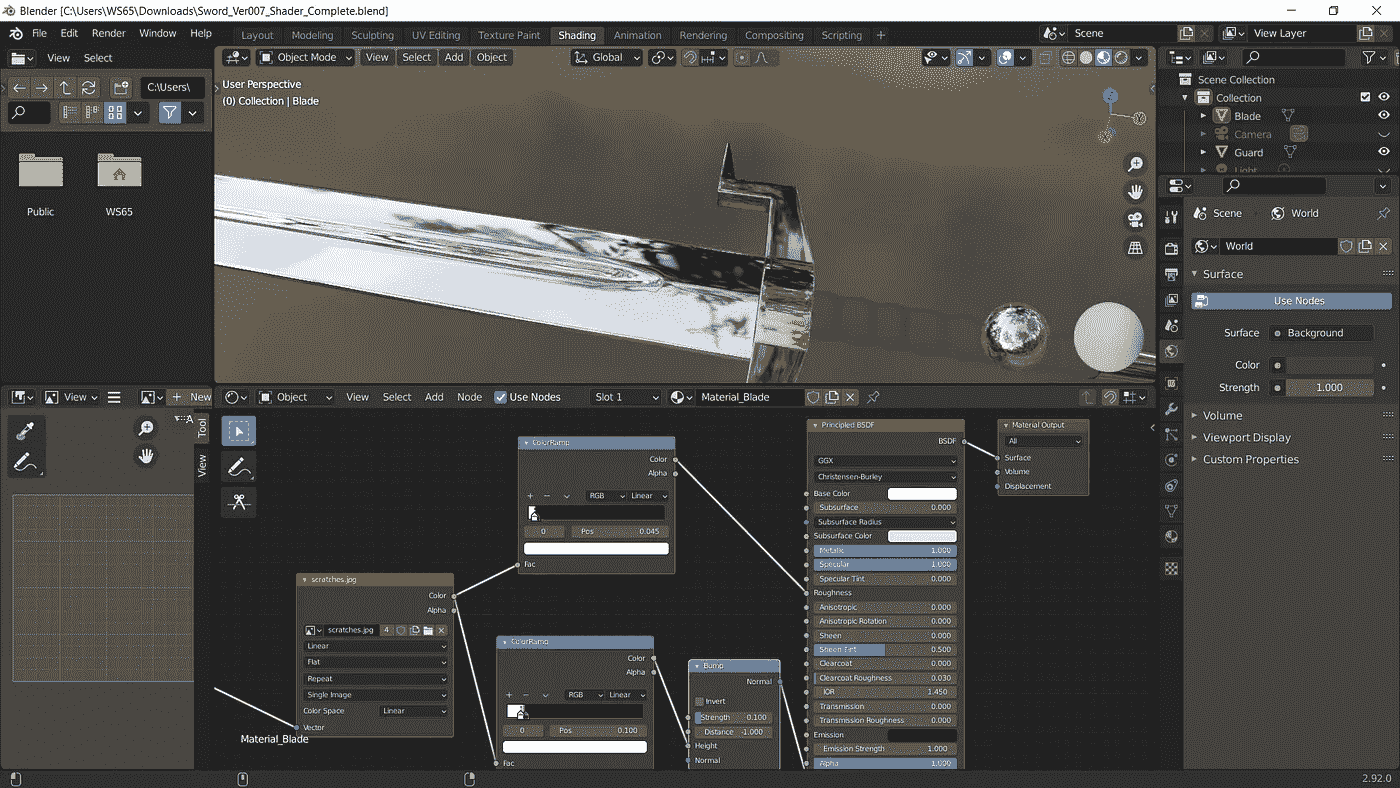 Blender [C:\Users\WS65\Downloads\Sword_Ver007_Shader_Complete.blend]
File Edit Render Window Help
Layout Modeling Sculpting UV Editing Texture Paint Shading Animation Rendering Compositing Scripting +
Scene
View Layer
View Select
C:\Users\
Public
WS65
Object Mode View Select Add Object
Global
User Perspective
(0) Collection | Blade
Y
Scene Collection
Collection
Blade
Camera
Guard
Light
Scene World
World
Surface
Use Nodes
Surface Background
Color
Strength 1.000
Volume
Viewport Display
Custom Properties
View
New
Tool
View
Object View Select Add Node Use Nodes Slot 1 Material_Blade
ColorRamp
Color
Alpha
RGB Linear
0 Pos 0.045
Fac
scratches.jpg
Color
Alpha
scratches.jpg 4
Linear
Flat
Repeat
Single Image
Color Space Linear
Vector
Material_Blade
ColorRamp
Color
Alpha
RGB Linear
0 Pos 0.100
Fac
Bump
Normal
Invert
Strength 0.100
Distance -1.000
Height
Normal
Principled BSDF
BSDF
GGX
Christensen-Burley
Base Color
Subsurface 0.000
Subsurface Radius
Subsurface Color
Metallic 1.000
Specular 1.000
Specular Tint 0.000
Roughness
Anisotropic 0.000
Anisotropic Rotation 0.000
Sheen 0.000
Sheen Tint 0.500
Clearcoat 0.000
Clearcoat Roughness 0.030
IOR 1.450
Transmission 0.000
Transmission Roughness 0.000
Emission
Emission Strength 1.000
Alpha 1.000
Material Output
All
Surface
Volume
Displacement
2.92.0